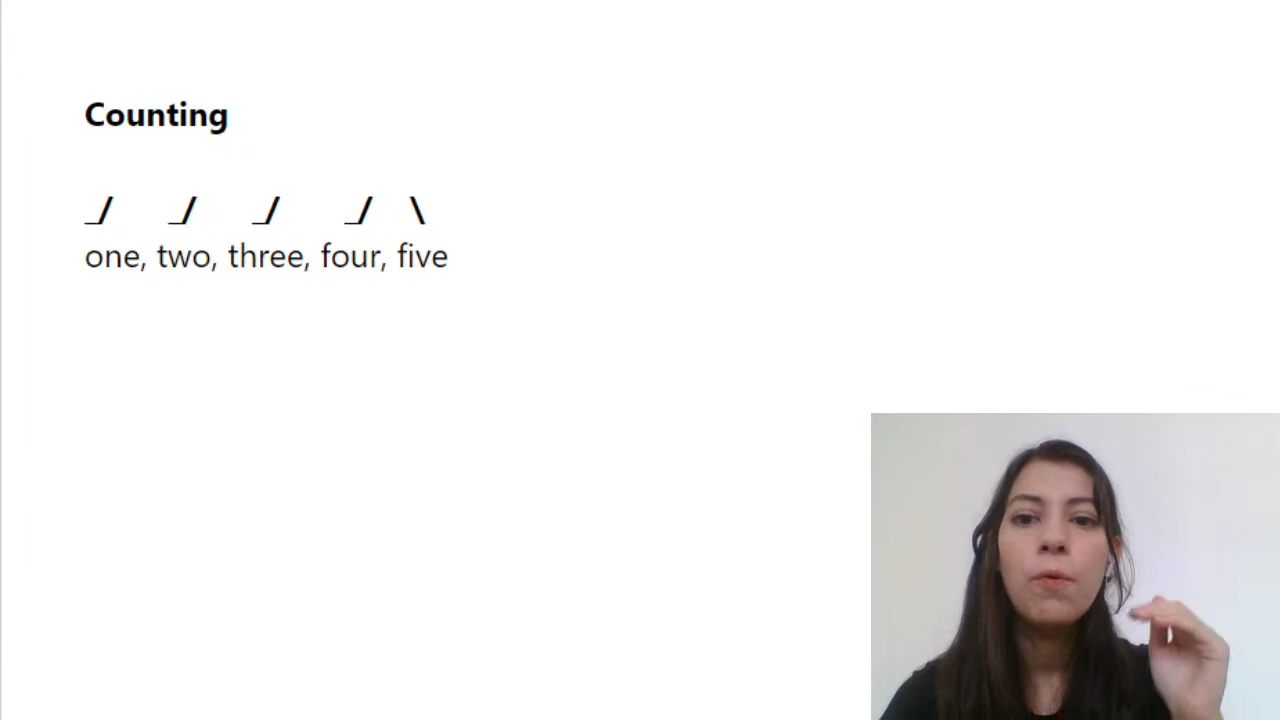 Counting
_/ _/ _/ _/ \
one, two, three, four, five